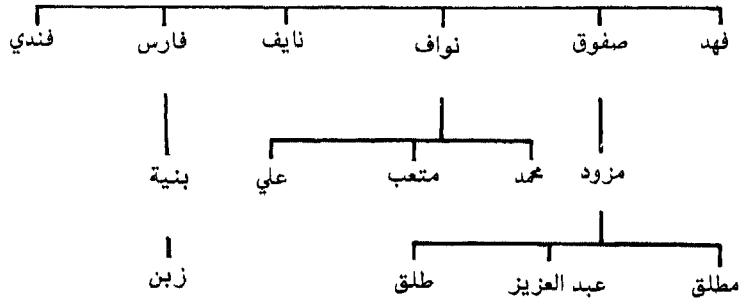 فهد صفوق نواف نايف فارس فندي
مزود محمد متعب علي بنية
مطلق عبد العزيز طلق زبن